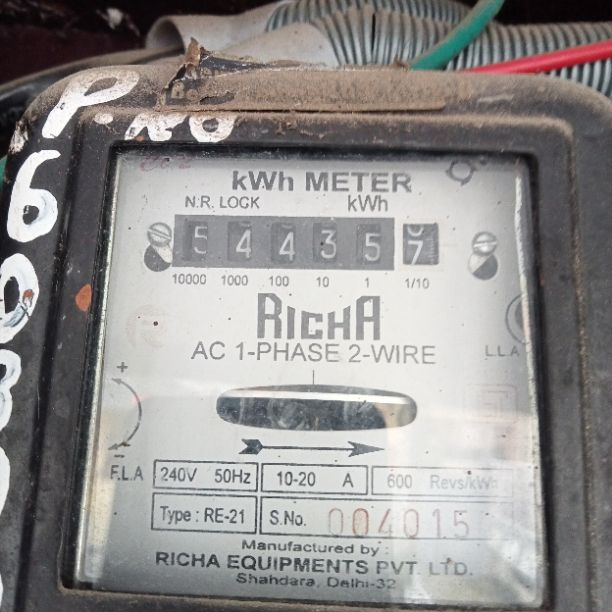 P. NO
6
0
kWh METER
N.R. LOCK kWh
5 4 4 3 5 7
10000 1000 100 10 1 1/10
RICHA
AC 1-PHASE 2-WIRE
L.L.A
+
-
F.L.A
240V 50Hz 10-20 A 600 Revs/kWh
Type : RE-21 S.No. 004015
Manufactured by :
RICHA EQUIPMENTS PVT. LTD.
Shahdara, Delhi-32